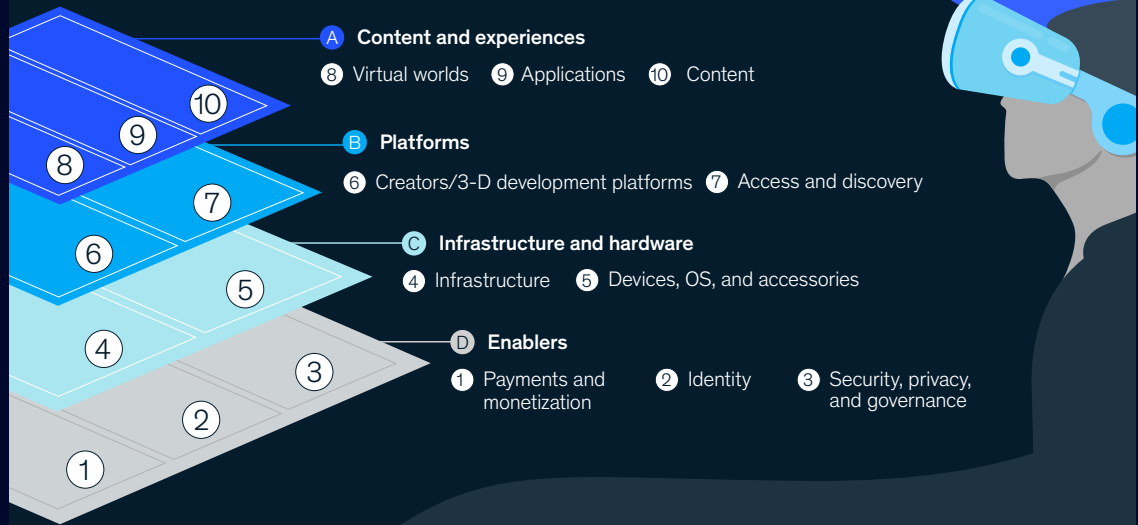 A Content and experiences
8 Virtual worlds 9 Applications 10 Content
10
9
8
B Platforms
6 Creators/3-D development platforms 7 Access and discovery
7
6
C Infrastructure and hardware
4 Infrastructure 5 Devices, OS, and accessories
5
4
D Enablers
1 Payments and monetization 2 Identity 3 Security, privacy, and governance
3
2
1